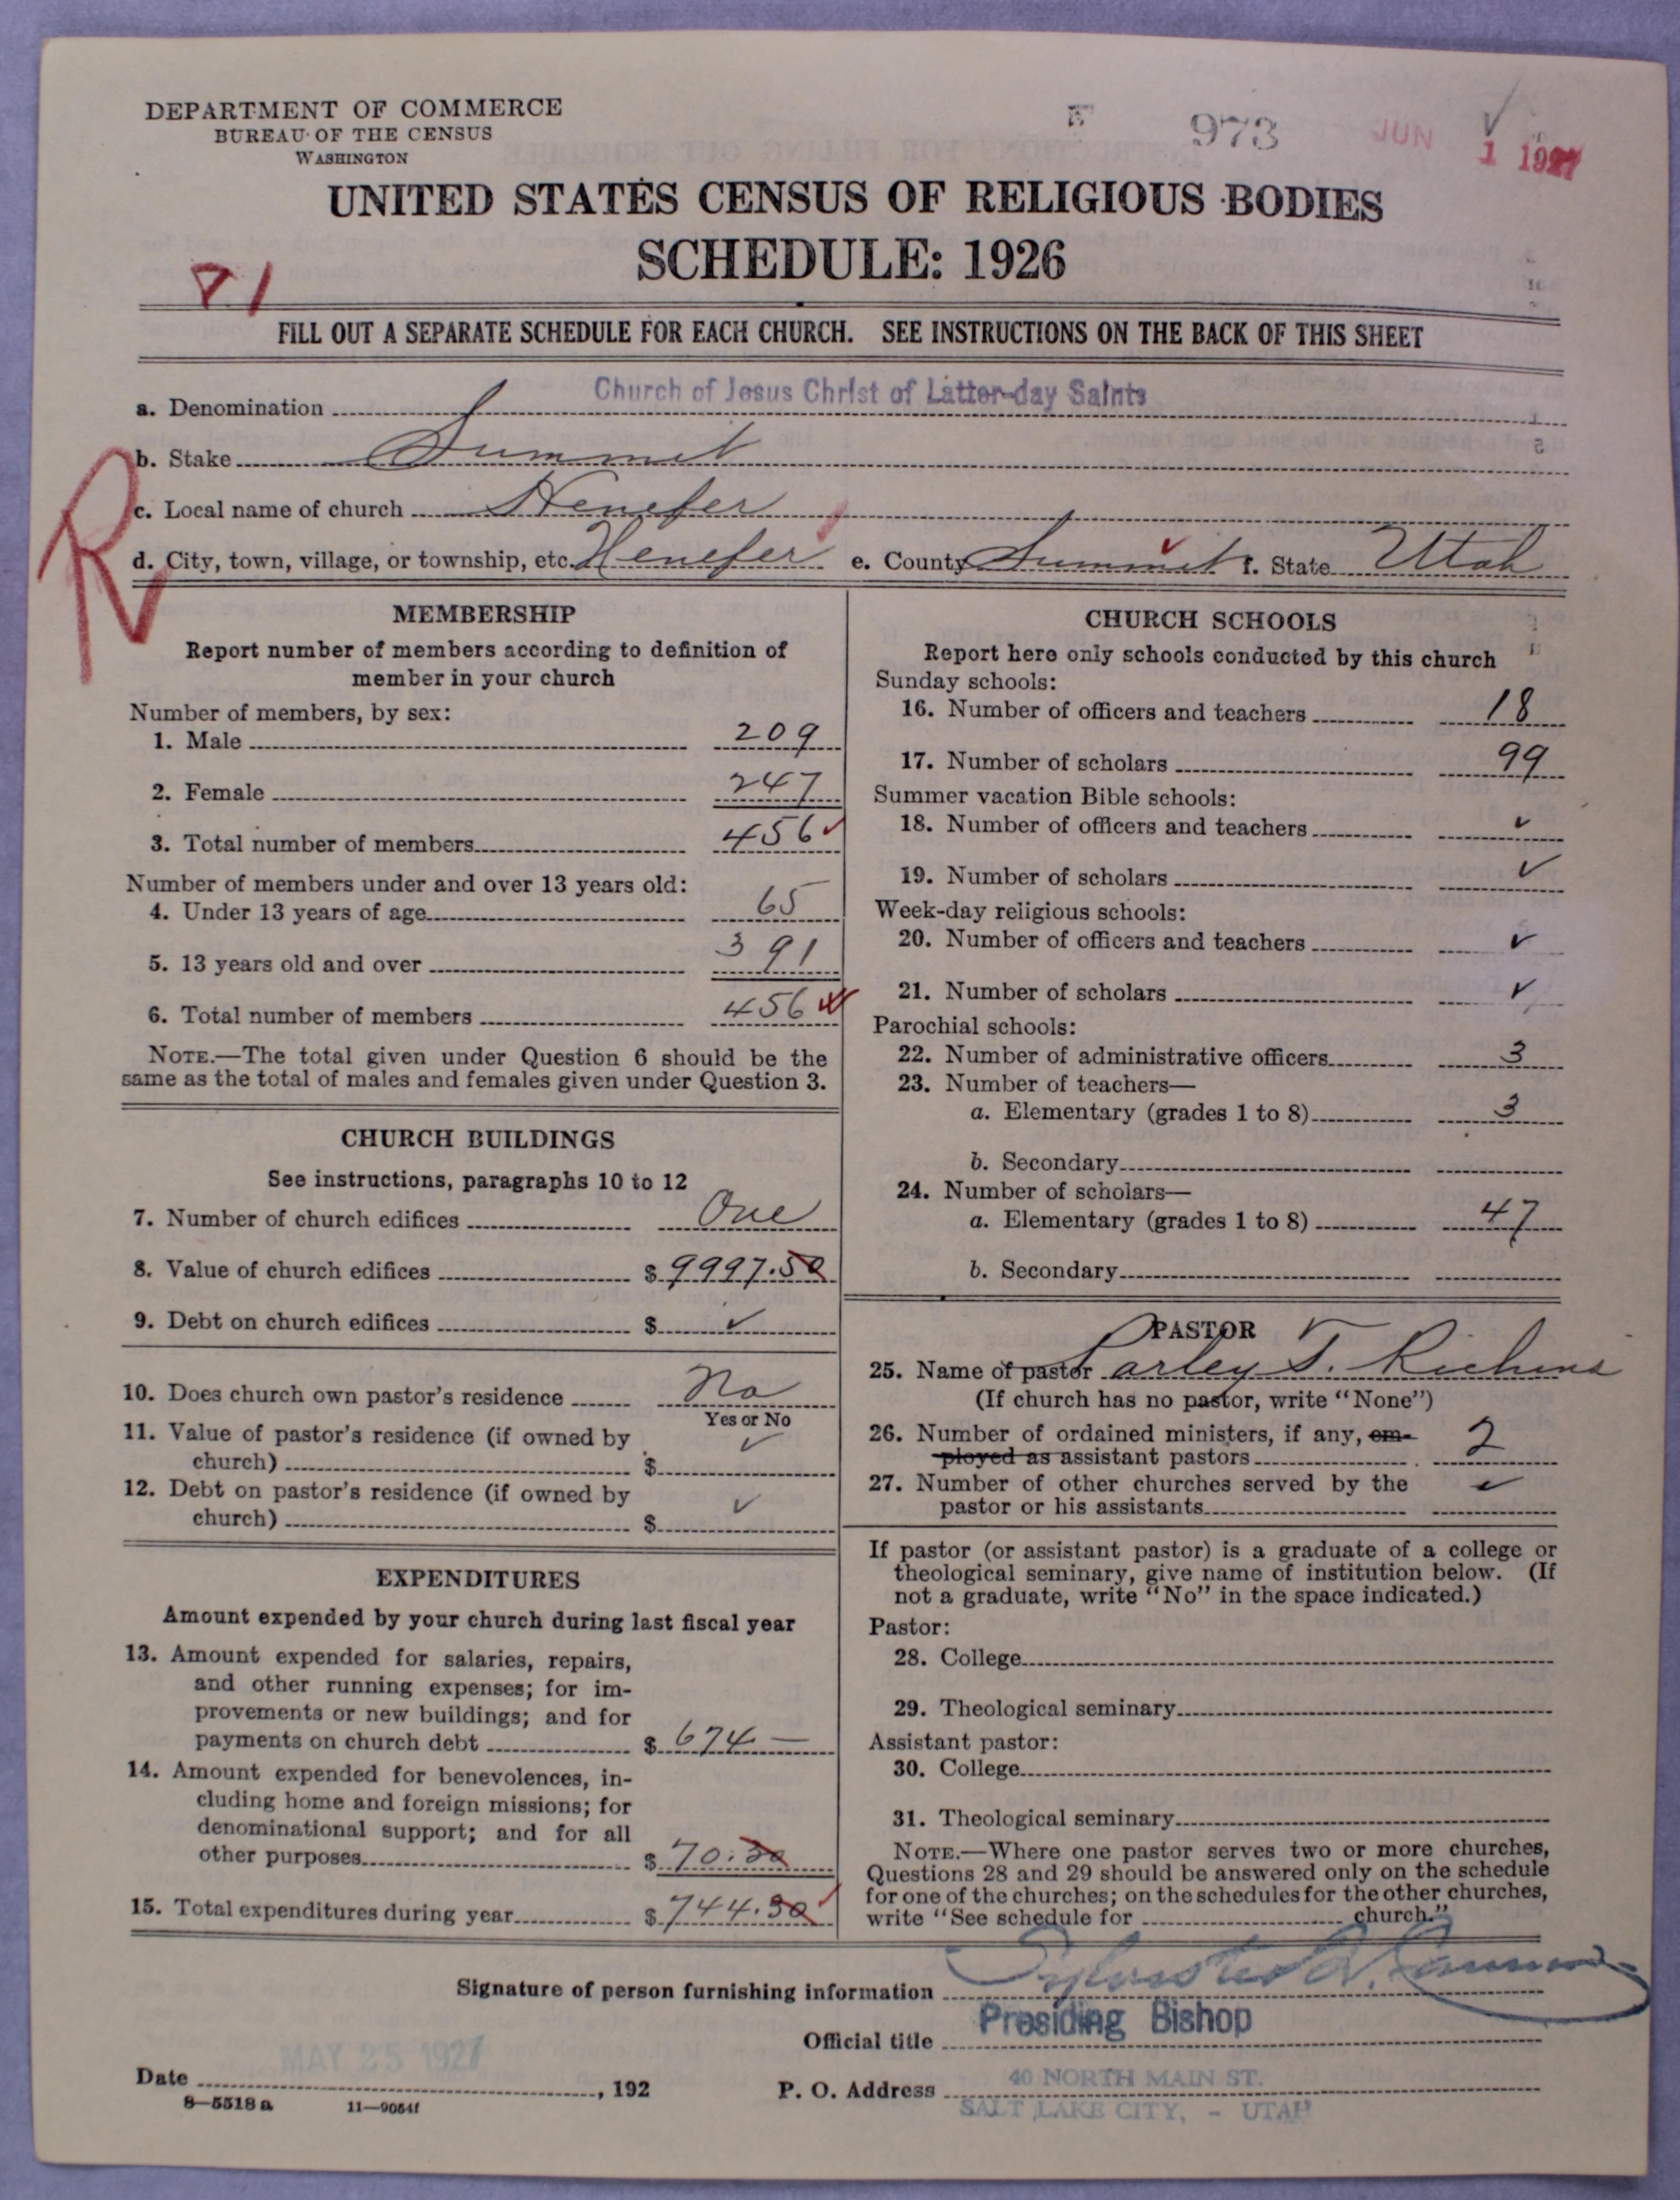 DEPARTMENT OF COMMERCE
BUREAU OF THE CENSUS
WASHINGTON
973
JUN 1 1927
UNITED STATES CENSUS OF RELIGIOUS BODIES
SCHEDULE: 1926
71
FILL OUT A SEPARATE SCHEDULE FOR EACH CHURCH. SEE INSTRUCTIONS ON THE BACK OF THIS SHEET
a. Denomination Church of Jesus Christ of Latter-day Saints
b. Stake Summit
R
c. Local name of church Henefer
d. City, town, village, or township, etc. Henefer e. County Summit f. State Utah
MEMBERSHIP
Report number of members according to definition of
member in your church
Number of members, by sex:
1. Male 209
2. Female 247
3. Total number of members 456
Number of members under and over 13 years old:
4. Under 13 years of age 65
5. 13 years old and over 391
6. Total number of members 456
NOTE.—The total given under Question 6 should be the
same as the total of males and females given under Question 3.
CHURCH BUILDINGS
See instructions, paragraphs 10 to 12
7. Number of church edifices One
8. Value of church edifices $ 9997.50
9. Debt on church edifices $ ✓
10. Does church own pastor's residence No
Yes or No
11. Value of pastor's residence (if owned by
church) $ ✓
12. Debt on pastor's residence (if owned by
church) $ ✓
EXPENDITURES
Amount expended by your church during last fiscal year
13. Amount expended for salaries, repairs,
and other running expenses; for im-
provements or new buildings; and for
payments on church debt $ 674 —
14. Amount expended for benevolences, in-
cluding home and foreign missions; for
denominational support; and for all
other purposes $ 70.30
15. Total expenditures during year $ 744.30
CHURCH SCHOOLS
Report here only schools conducted by this church
Sunday schools:
16. Number of officers and teachers 18
17. Number of scholars 99
Summer vacation Bible schools:
18. Number of officers and teachers ✓
19. Number of scholars ✓
Week-day religious schools:
20. Number of officers and teachers ✓
21. Number of scholars ✓
Parochial schools:
22. Number of administrative officers 3
23. Number of teachers—
a. Elementary (grades 1 to 8) 3
b. Secondary
24. Number of scholars—
a. Elementary (grades 1 to 8) 47
b. Secondary
PASTOR
25. Name of pastor Parley T. Richins
(If church has no pastor, write "None")
26. Number of ordained ministers, if any, em-
ployed as assistant pastors 2
27. Number of other churches served by the
pastor or his assistants ✓
If pastor (or assistant pastor) is a graduate of a college or
theological seminary, give name of institution below. (If
not a graduate, write "No" in the space indicated.)
Pastor:
28. College
29. Theological seminary
Assistant pastor:
30. College
31. Theological seminary
NOTE.—Where one pastor serves two or more churches,
Questions 28 and 29 should be answered only on the schedule
for one of the churches; on the schedules for the other churches,
write "See schedule for church."
Signature of person furnishing information Sylvester Q. Cannon
Official title Presiding Bishop
Date MAY 25 1927, 192
P. O. Address 40 NORTH MAIN ST.
SALT LAKE CITY, - UTAH
8—5518a 11—9054f